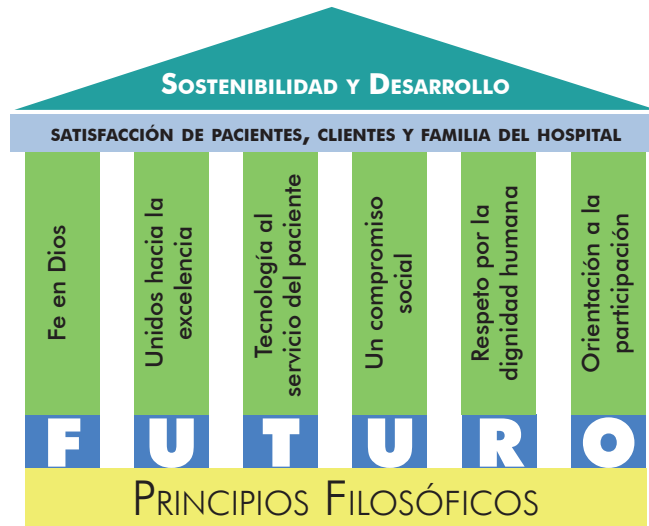 SOSTENIBILIDAD Y DESARROLLO
SATISFACCIÓN DE PACIENTES, CLIENTES Y FAMILIA DEL HOSPITAL
Fe en Dios
Unidos hacia la
excelencia
Tecnología al
servicio del paciente
Un compromiso
social
Respeto por la
dignidad humana
Orientación a la
participación
F U T U R O
PRINCIPIOS FILOSÓFICOS